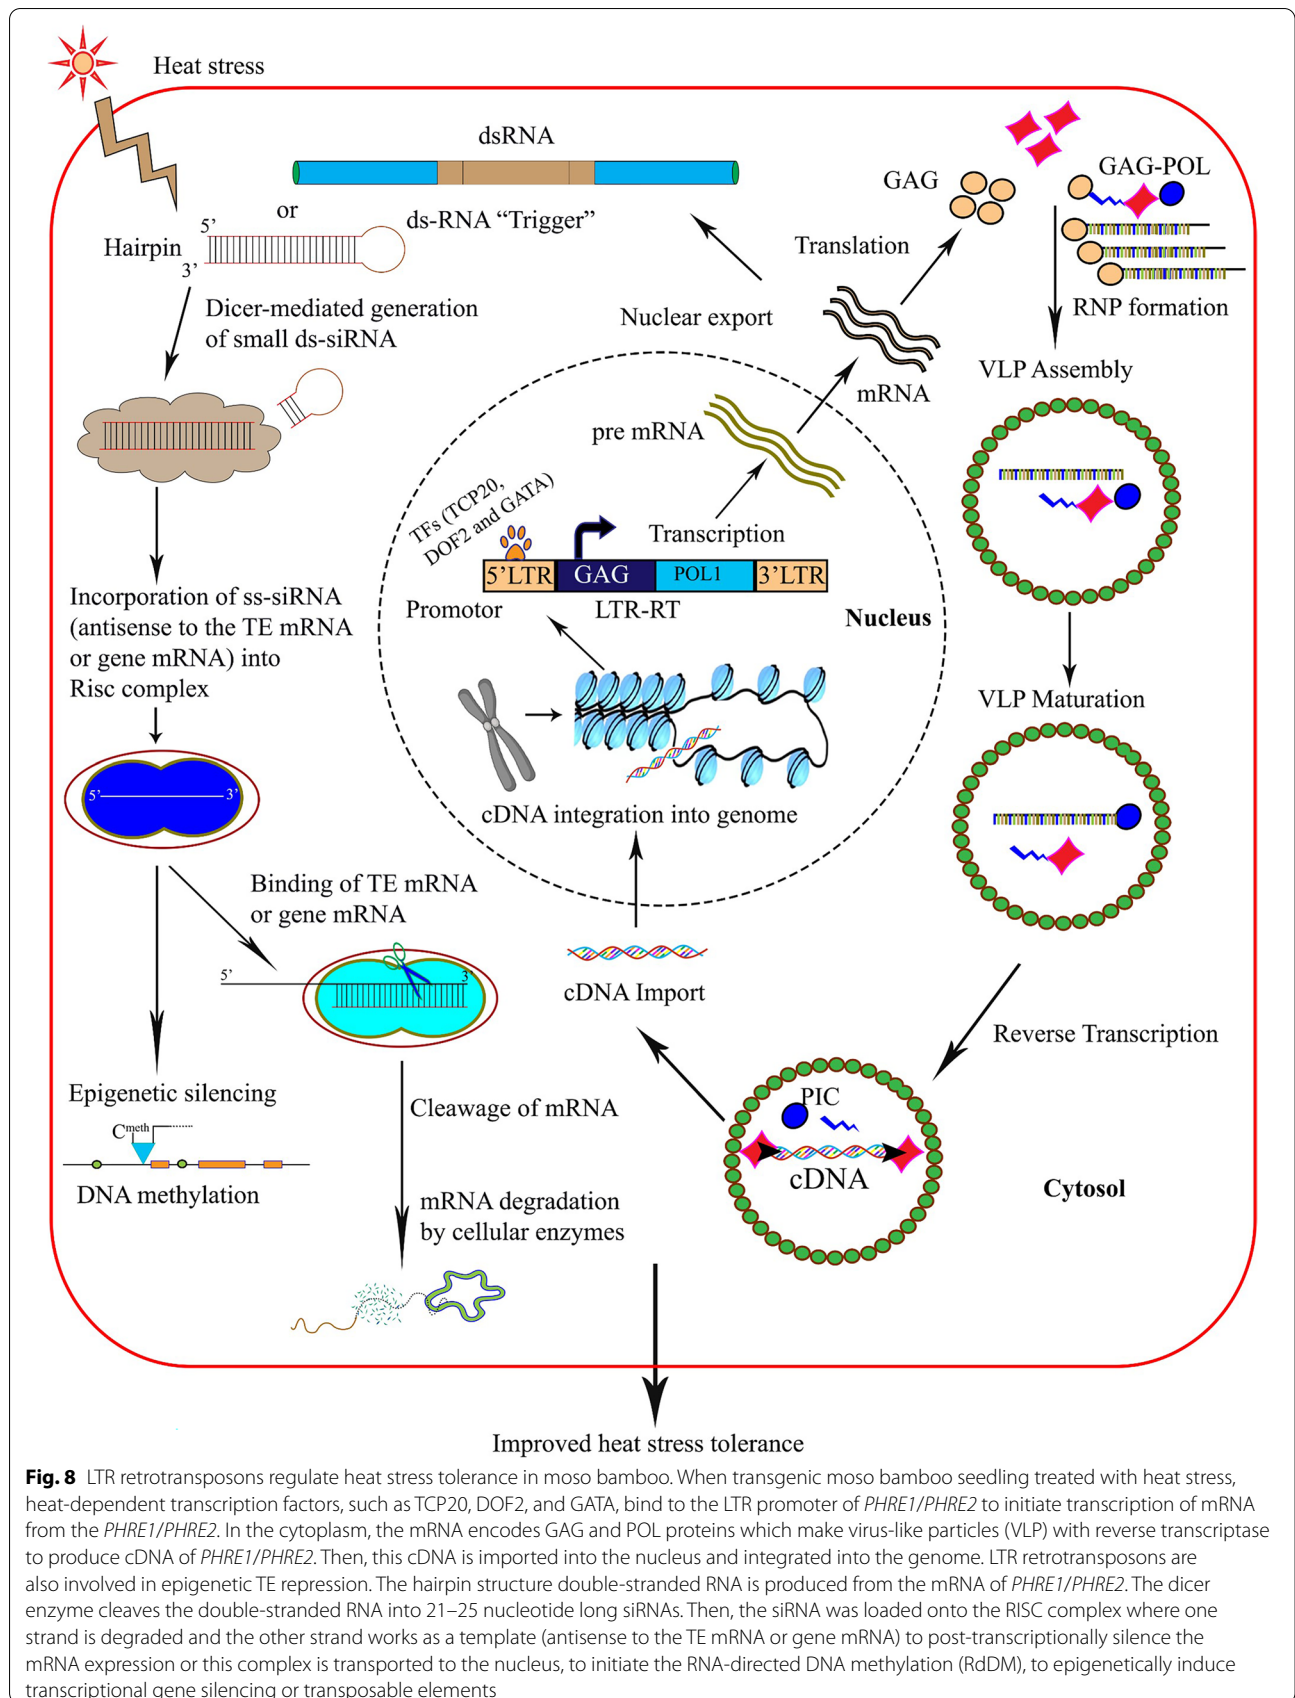 Heat stress
dsRNA
or
ds-RNA “Trigger”
5’
Hairpin
3’
Dicer-mediated generation
of small ds-siRNA
Incorporation of ss-siRNA
(antisense to the TE mRNA
or gene mRNA) into
Risc complex
5’
3’
Binding of TE mRNA
or gene mRNA
5’
3’
Epigenetic silencing
Cmeth
DNA methylation
Cleawage of mRNA
mRNA degradation
by cellular enzymes
Nuclear export
Translation
GAG
GAG-POL
RNP formation
mRNA
pre mRNA
TFs (TCP20,
DOF2 and GATA)
Transcription
5’LTR
GAG
POL1
3’LTR
Promotor
LTR-RT
Nucleus
cDNA integration into genome
cDNA Import
VLP Assembly
VLP Maturation
Reverse Transcription
PIC
cDNA
Cytosol
Improved heat stress tolerance
Fig. 8 LTR retrotransposons regulate heat stress tolerance in moso bamboo. When transgenic moso bamboo seedling treated with heat stress,
heat-dependent transcription factors, such as TCP20, DOF2, and GATA, bind to the LTR promoter of PHRE1/PHRE2 to initiate transcription of mRNA
from the PHRE1/PHRE2. In the cytoplasm, the mRNA encodes GAG and POL proteins which make virus-like particles (VLP) with reverse transcriptase
to produce cDNA of PHRE1/PHRE2. Then, this cDNA is imported into the nucleus and integrated into the genome. LTR retrotransposons are
also involved in epigenetic TE repression. The hairpin structure double-stranded RNA is produced from the mRNA of PHRE1/PHRE2. The dicer
enzyme cleaves the double-stranded RNA into 21–25 nucleotide long siRNAs. Then, the siRNA was loaded onto the RISC complex where one
strand is degraded and the other strand works as a template (antisense to the TE mRNA or gene mRNA) to post-transcriptionally silence the
mRNA expression or this complex is transported to the nucleus, to initiate the RNA-directed DNA methylation (RdDM), to epigenetically induce
transcriptional gene silencing or transposable elements